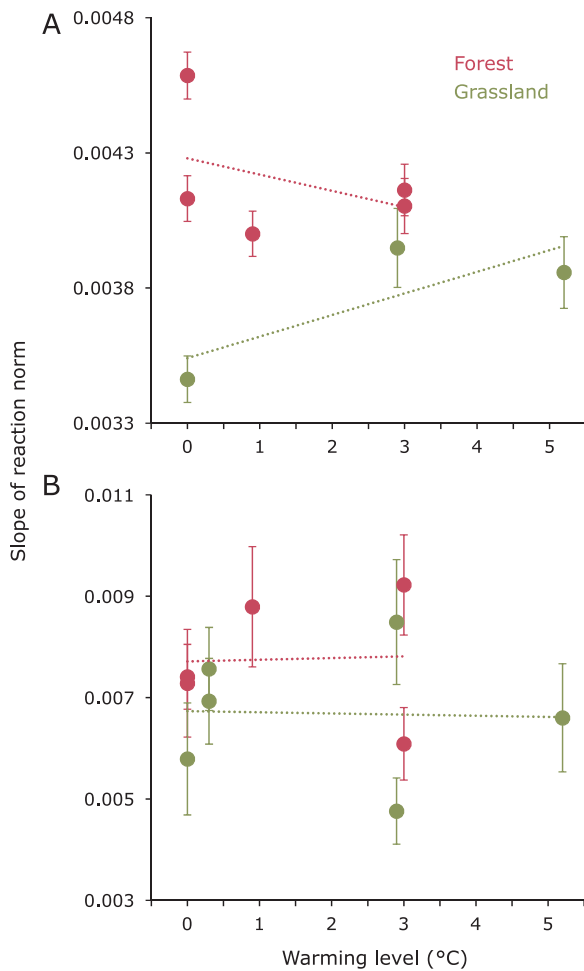 A
Forest
Grassland
0.0048
0.0043
0.0038
0.0033
0 1 2 3 4 5
Slope of reaction norm
B
0.011
0.009
0.007
0.005
0.003
0 1 2 3 4 5
Warming level (°C)